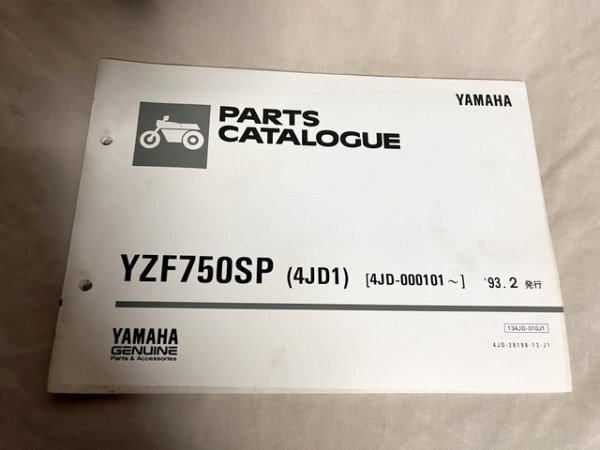 YAMAHA
PARTS
CATALOGUE
YZF750SP (4JD1) [4JD-000101~] '93.2 発行
YAMAHA
GENUINE
Parts & Accessories
134JD-010J1
4JD-28198-13-J1